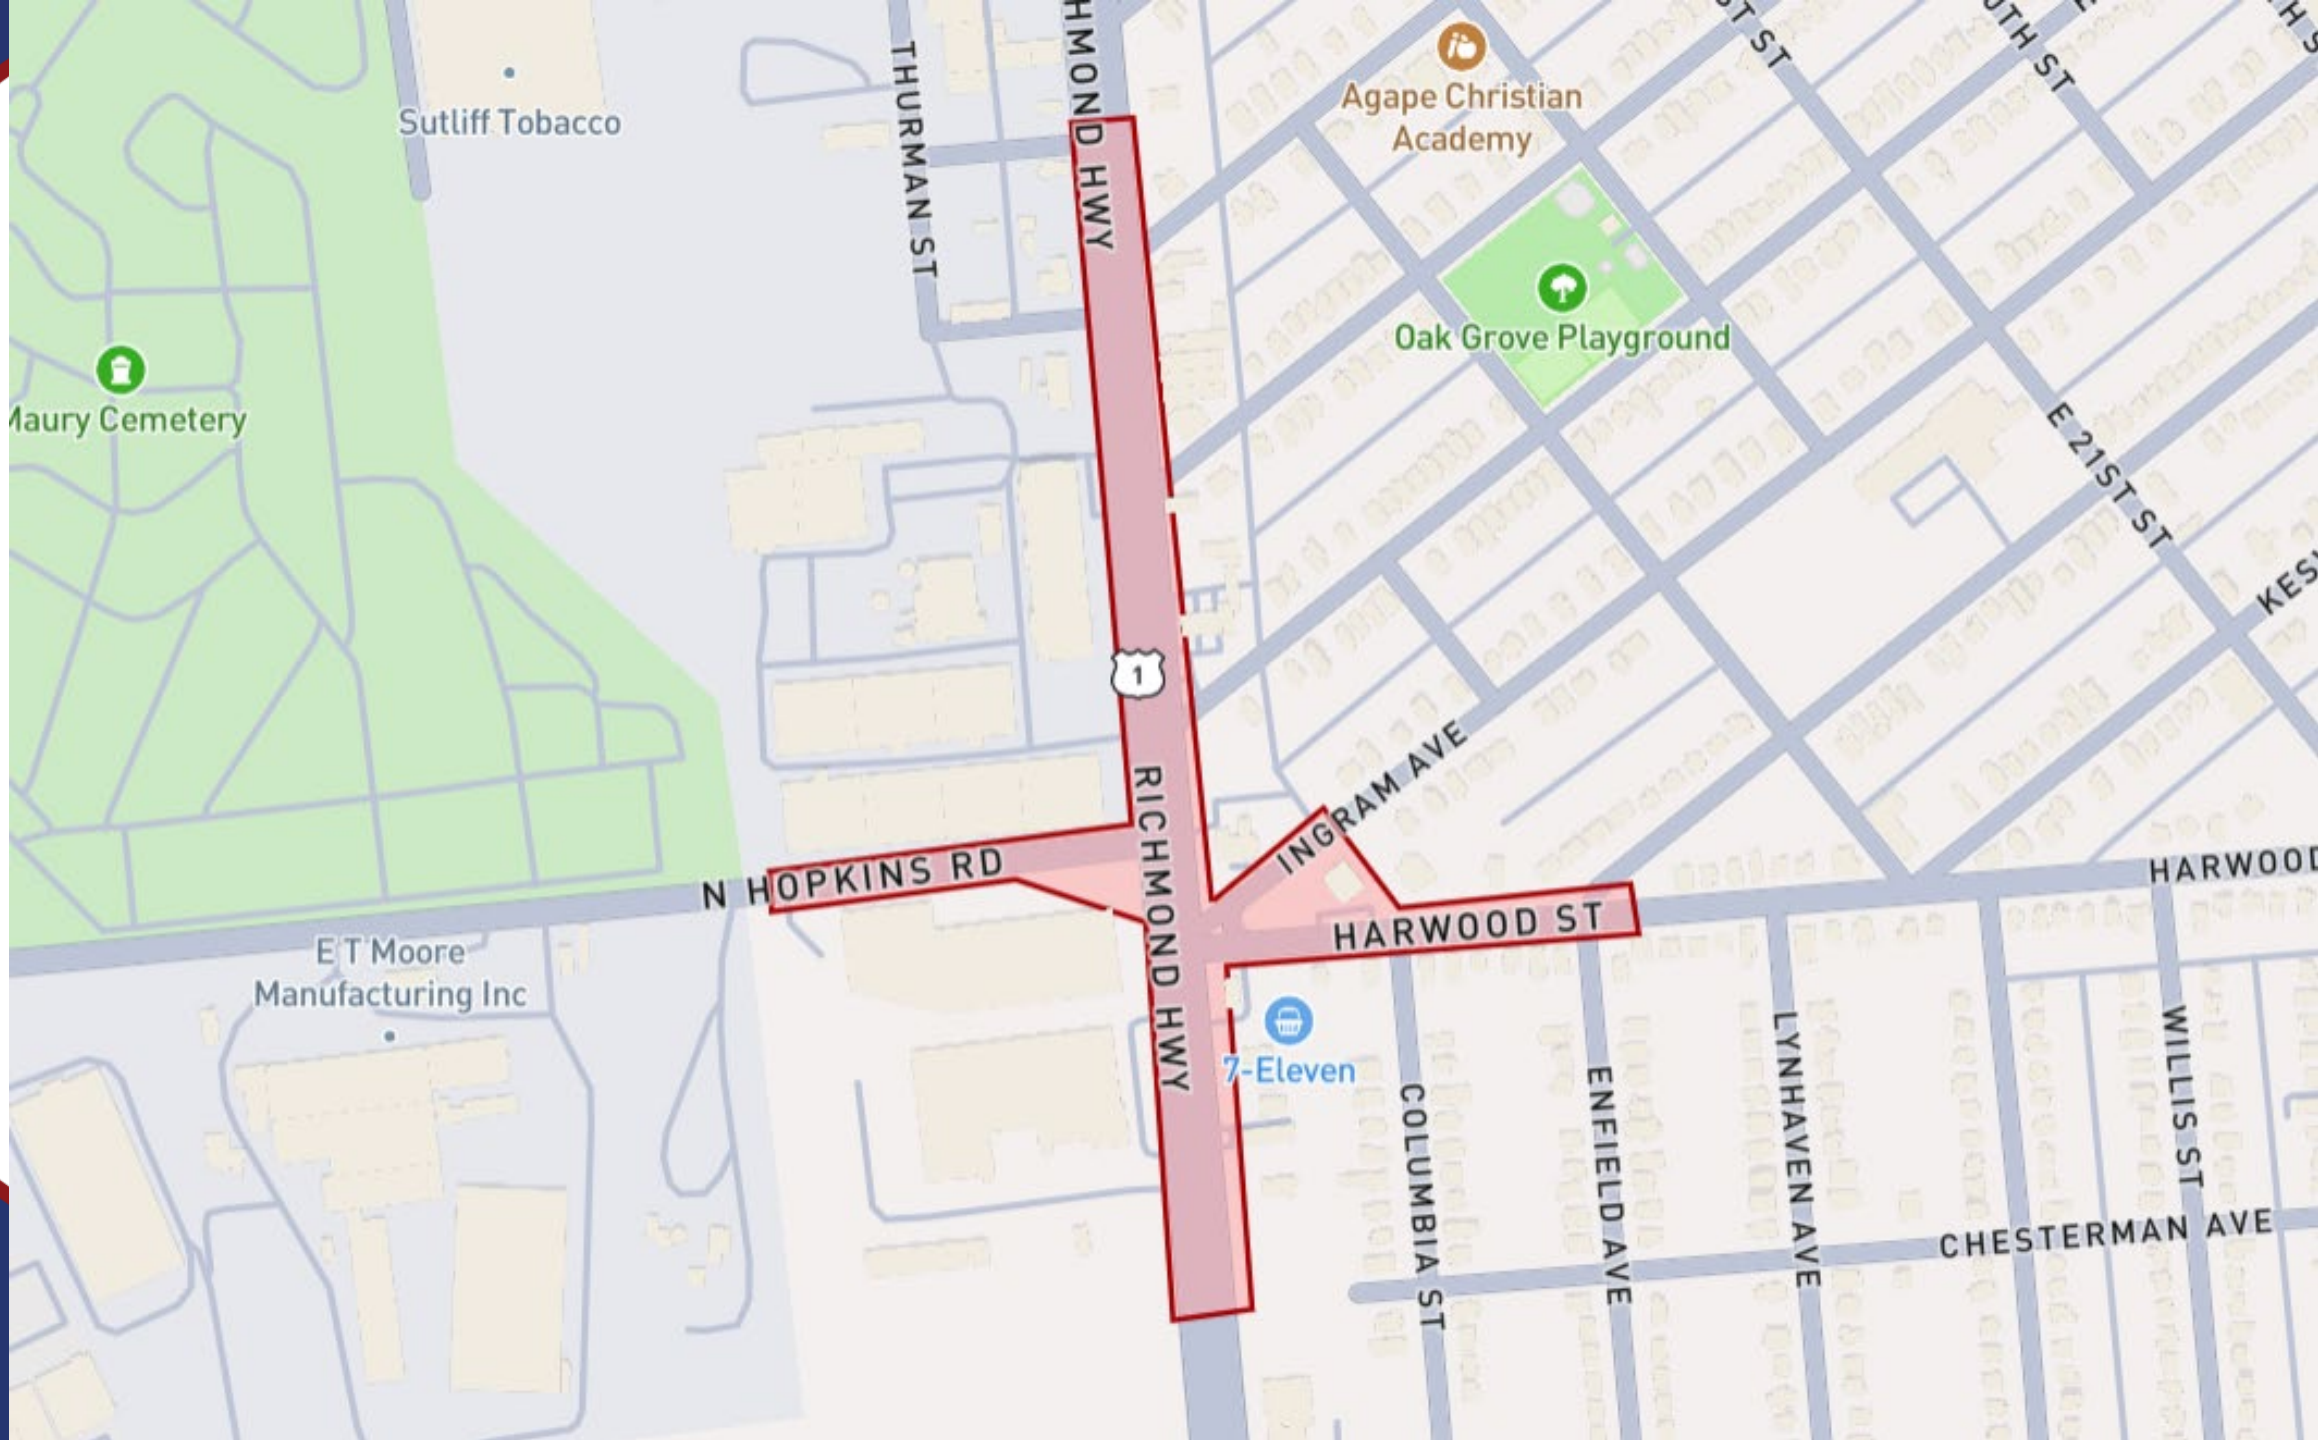 HMOND HWY
THURMAN ST
ST ST
Agape Christian
Academy
Sutliff Tobacco
Oak Grove Playground
Maury Cemetery
E 21ST ST
1
INGRAM AVE
RICHMOND HWY
N HOPKINS RD
HARWOOD
HARWOOD ST
E T Moore
Manufacturing Inc
7-Eleven
COLUMBIA ST
ENFIELD AVE
LYNHAVEN AVE
WILLIS ST
CHESTERMAN AVE